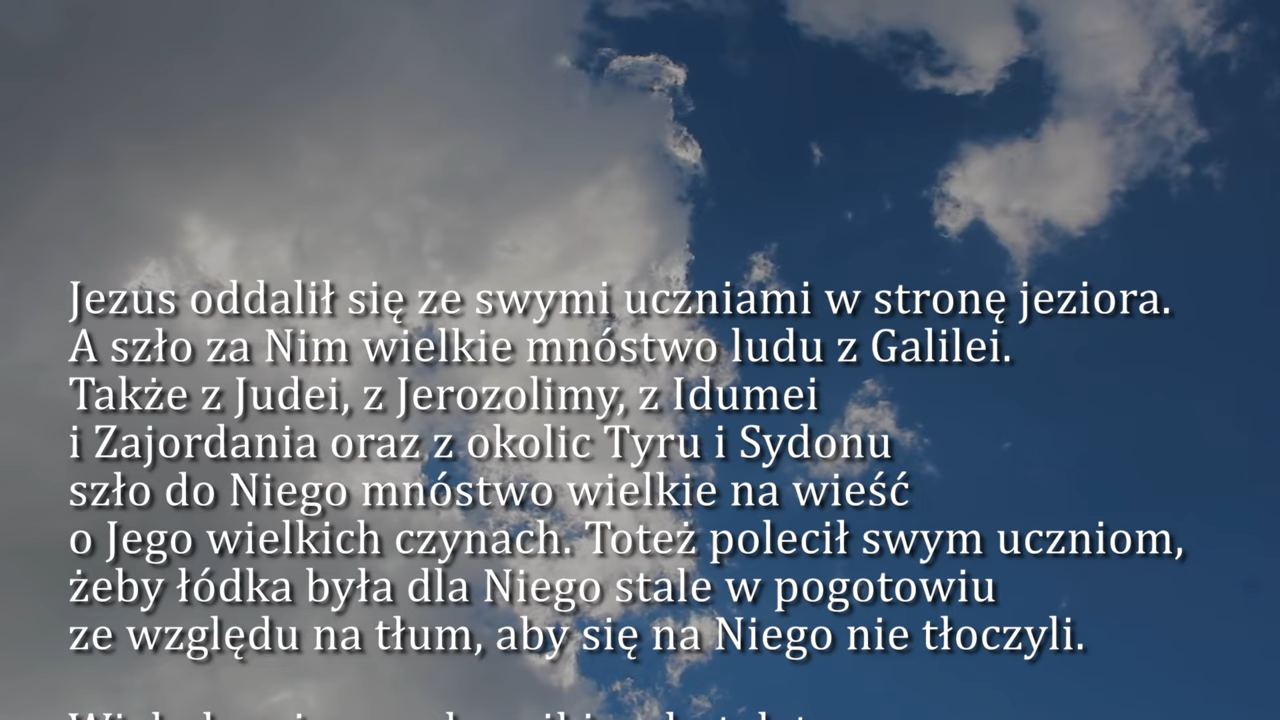 Jezus oddalił się ze swymi uczniami w stronę jeziora.
A szło za Nim wielkie mnóstwo ludu z Galilei.
Także z Judei, z Jerozolimy, z Idumei
i Zajordania oraz z okolic Tyru i Sydonu
szło do Niego mnóstwo wielkie na wieść
o Jego wielkich czynach. Toteż polecił swym uczniom,
żeby łódka była dla Niego stale w pogotowiu
ze względu na tłum, aby się na Niego nie tłoczyli.